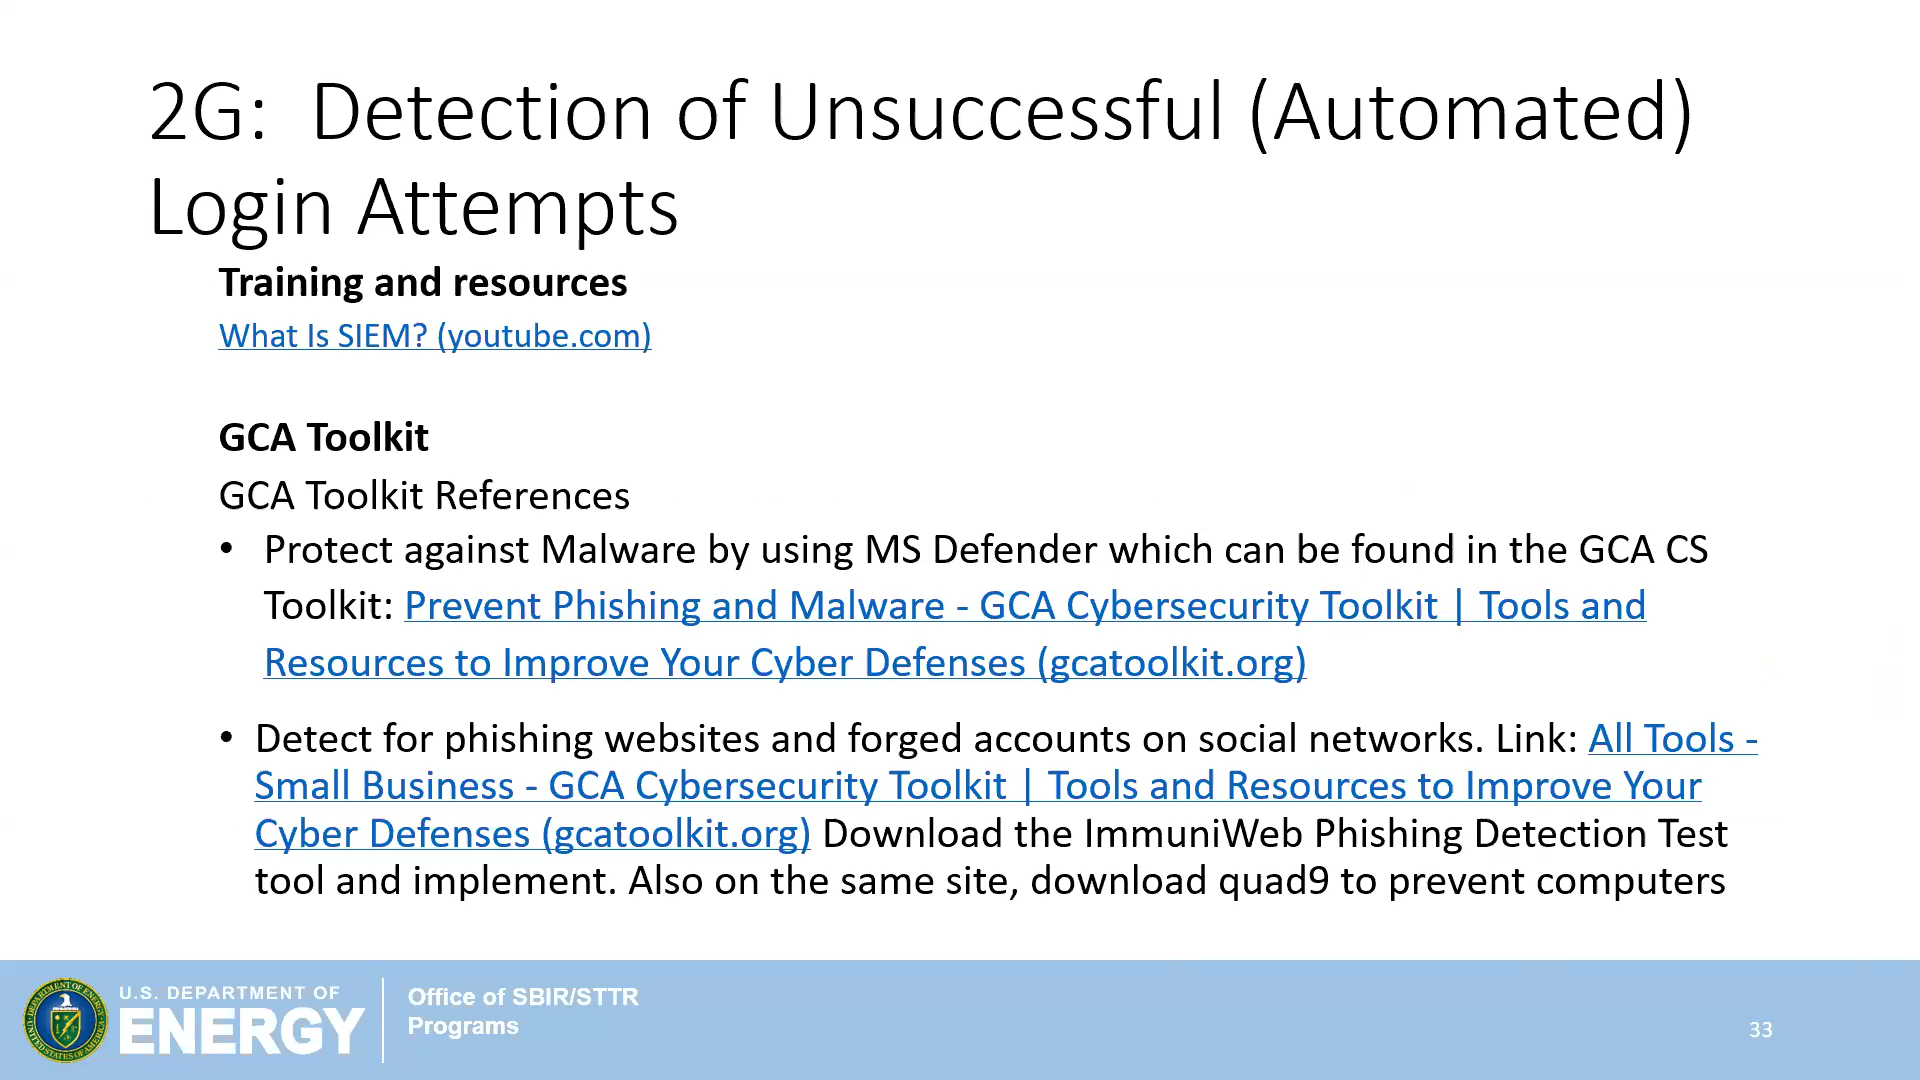 2G: Detection of Unsuccessful (Automated)
Login Attempts
Training and resources
What Is SIEM? (youtube.com)
GCA Toolkit
GCA Toolkit References
• Protect against Malware by using MS Defender which can be found in the GCA CS
Toolkit: Prevent Phishing and Malware - GCA Cybersecurity Toolkit | Tools and
Resources to Improve Your Cyber Defenses (gcatoolkit.org)
• Detect for phishing websites and forged accounts on social networks. Link: All Tools -
Small Business - GCA Cybersecurity Toolkit | Tools and Resources to Improve Your
Cyber Defenses (gcatoolkit.org) Download the ImmuniWeb Phishing Detection Test
tool and implement. Also on the same site, download quad9 to prevent computers
U.S. DEPARTMENT OF
ENERGY
Office of SBIR/STTR
Programs
33